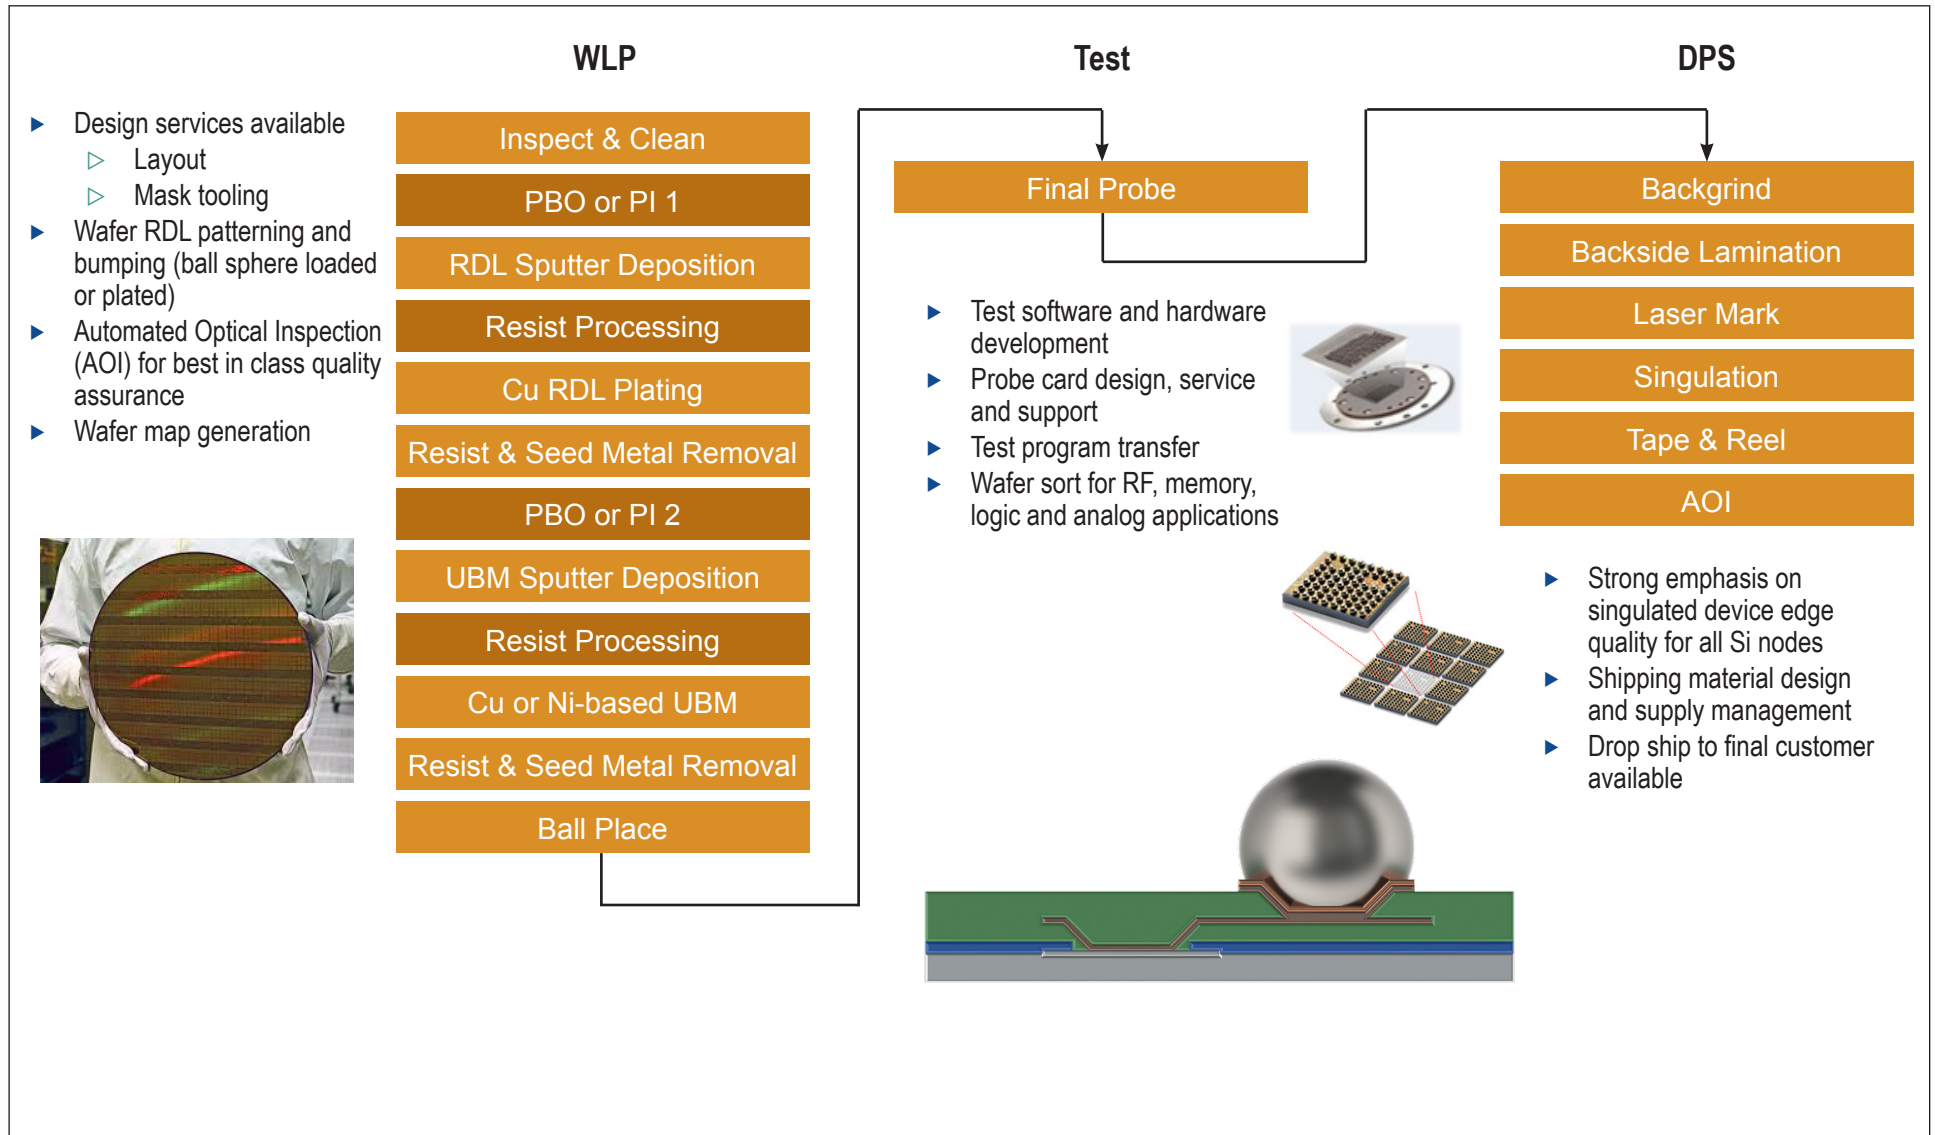 WLP
Test
DPS
Design services available
Layout
Mask tooling
Wafer RDL patterning and
bumping (ball sphere loaded
or plated)
Automated Optical Inspection
(AOI) for best in class quality
assurance
Wafer map generation
Inspect & Clean
PBO or PI 1
RDL Sputter Deposition
Resist Processing
Cu RDL Plating
Resist & Seed Metal Removal
PBO or PI 2
UBM Sputter Deposition
Resist Processing
Cu or Ni-based UBM
Resist & Seed Metal Removal
Ball Place
Final Probe
Test software and hardware
development
Probe card design, service
and support
Test program transfer
Wafer sort for RF, memory,
logic and analog applications
Backgrind
Backside Lamination
Laser Mark
Singulation
Tape & Reel
AOI
Strong emphasis on
singulated device edge
quality for all Si nodes
Shipping material design
and supply management
Drop ship to final customer
available